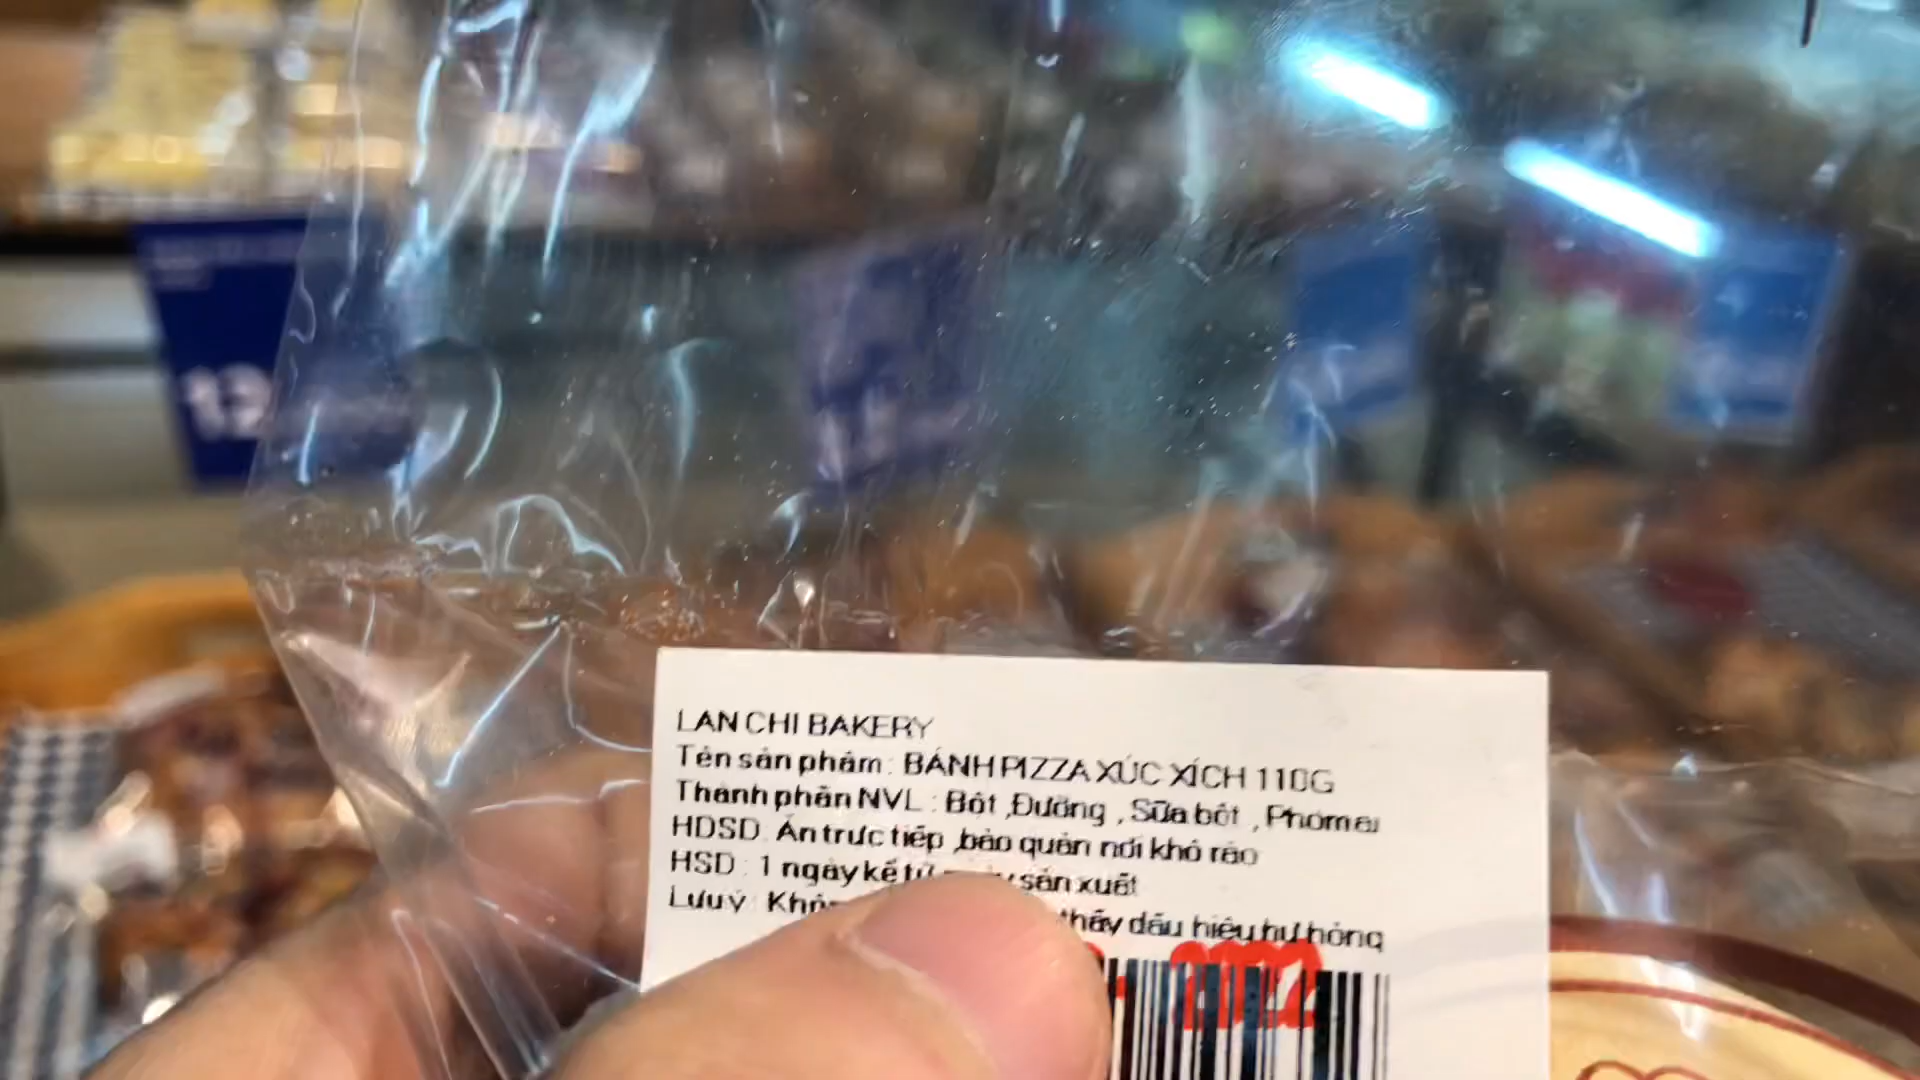 LAN CHI BAKERY
Tên sản phẩm : BÁNH PIZZA XÚC XÍCH 110G
Thành phần NVL : Bột ,Đường , Sữa bột , Phomai
HDSD: Ăn trực tiếp ,bảo quản nơi khô ráo
HSD : 1 ngày kể từ sản xuất
Lưu ý : thấy dấu hiệu hư hỏng